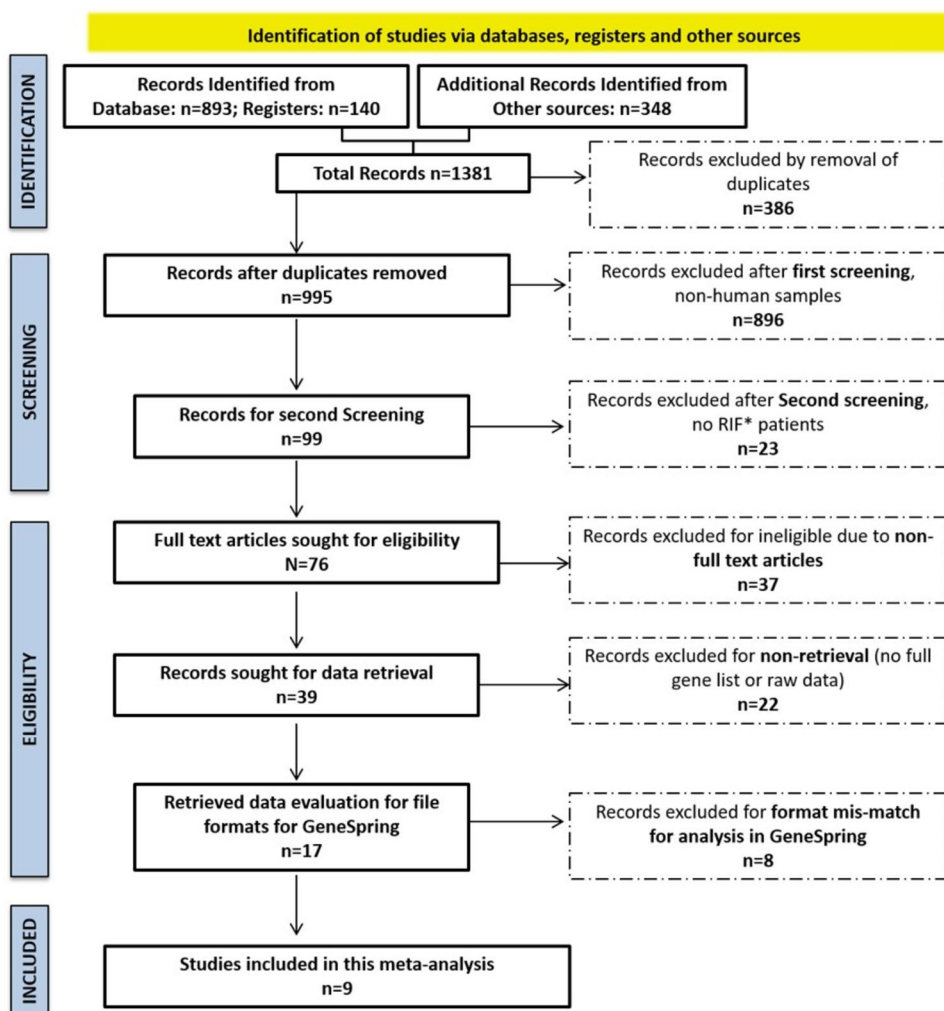 Identification of studies via databases, registers and other sources
IDENTIFICATION
Records Identified from
Database: n=893; Registers: n=140
Additional Records Identified from
Other sources: n=348
Total Records n=1381
Records excluded by removal of
duplicates
n=386
SCREENING
Records after duplicates removed
n=995
Records excluded after first screening,
non-human samples
n=896
Records for second Screening
n=99
Records excluded after Second screening,
no RIF* patients
n=23
ELIGIBILITY
Full text articles sought for eligibility
N=76
Records excluded for ineligible due to non-
full text articles
n=37
Records sought for data retrieval
n=39
Records excluded for non-retrieval (no full
gene list or raw data)
n=22
Retrieved data evaluation for file
formats for GeneSpring
n=17
Records excluded for format mis-match
for analysis in GeneSpring
n=8
INCLUDED
Studies included in this meta-analysis
n=9